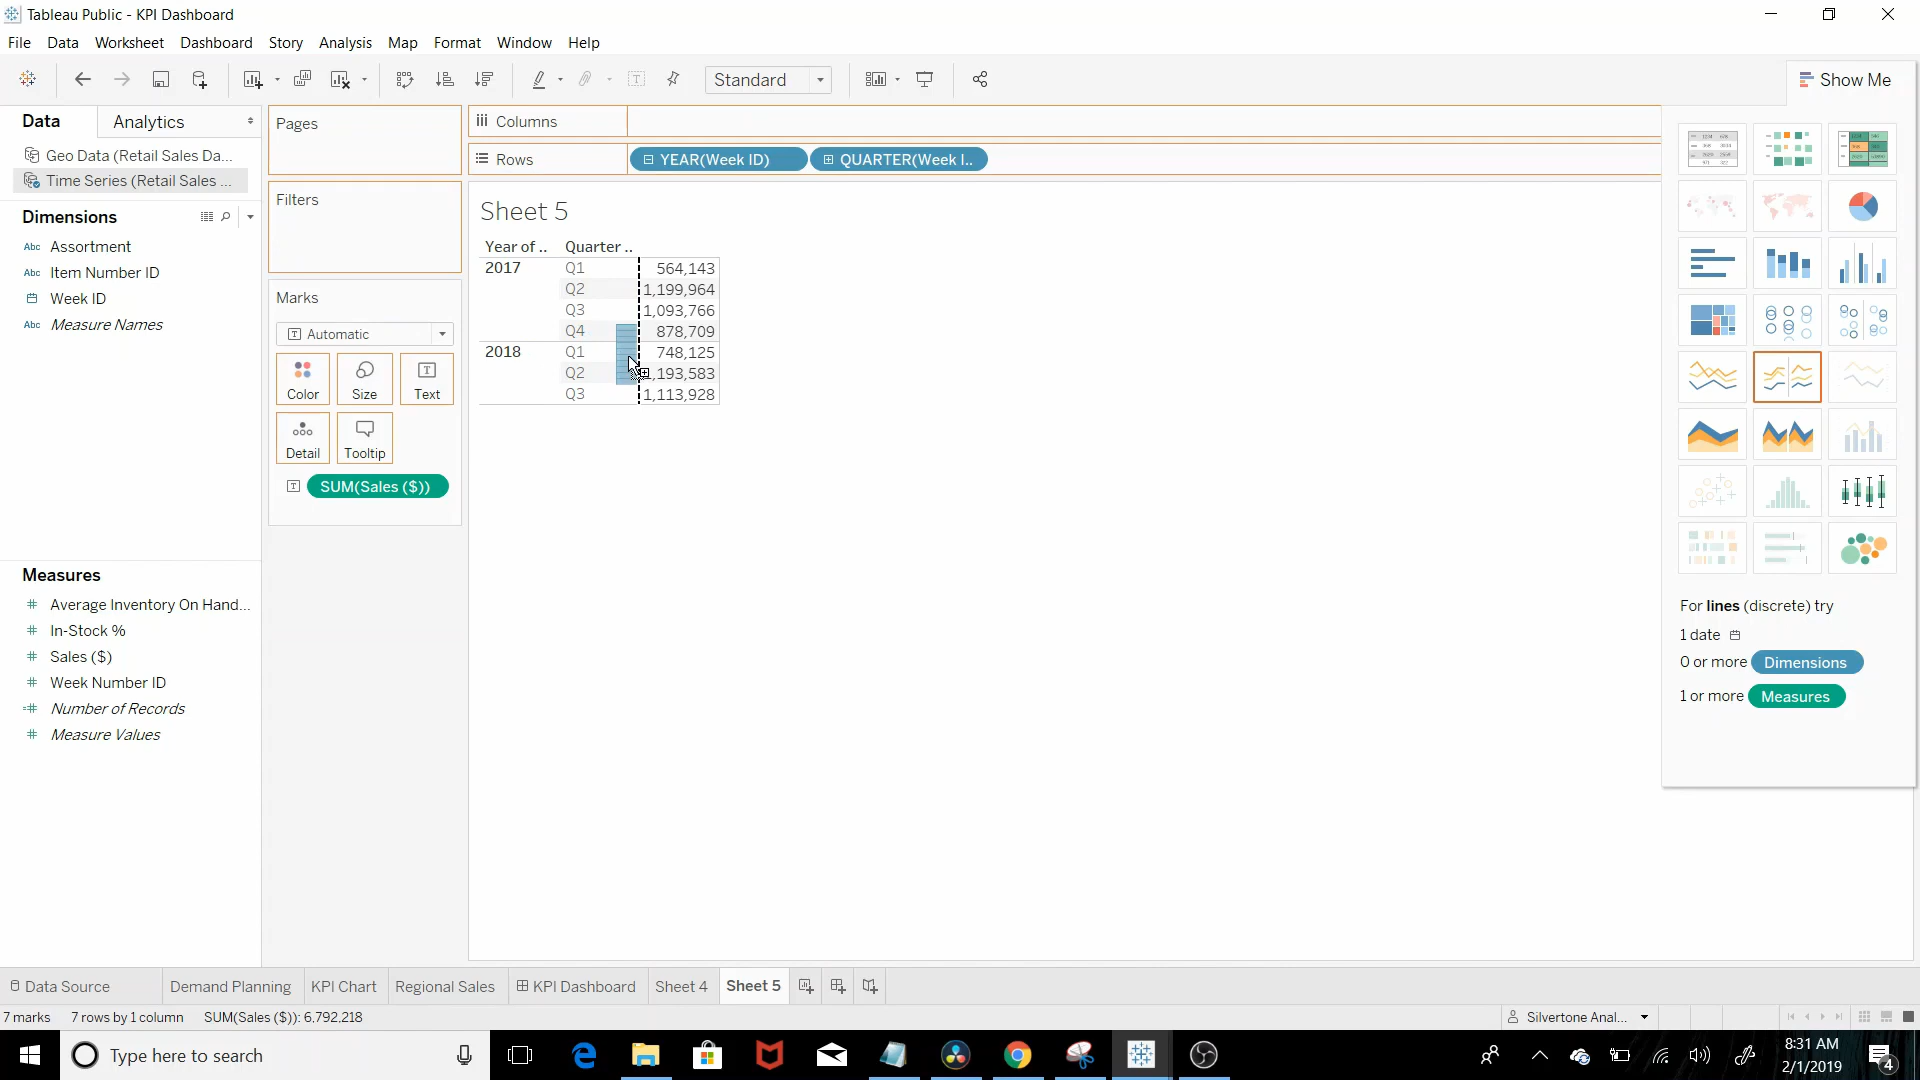 Tableau Public - KPI Dashboard
File Data Worksheet Dashboard Story Analysis Map Format Window Help
Standard
Show Me
Data
Analytics
Geo Data (Retail Sales Da...
Time Series (Retail Sales ...
Dimensions
Abc Assortment
Abc Item Number ID
Week ID
Abc Measure Names
Measures
Average Inventory On Hand...
In-Stock %
Sales ($)
Week Number ID
Number of Records
Measure Values
Pages
Filters
Marks
Automatic
Color
Size
Text
Detail
Tooltip
SUM(Sales ($))
Columns
Rows
YEAR(Week ID)
QUARTER(Week I..
Sheet 5
Year of .. Quarter ..
2017 Q1 564,143
Q2 1,199,964
Q3 1,093,766
Q4 878,709
2018 Q1 748,125
Q2 1,193,583
Q3 1,113,928
For lines (discrete) try
1 date
0 or more Dimensions
1 or more Measures
Data Source
Demand Planning
KPI Chart
Regional Sales
KPI Dashboard
Sheet 4
Sheet 5
7 marks 7 rows by 1 column SUM(Sales ($)): 6,792,218
Silvertone Anal...
Type here to search
8:31 AM
2/1/2019
4